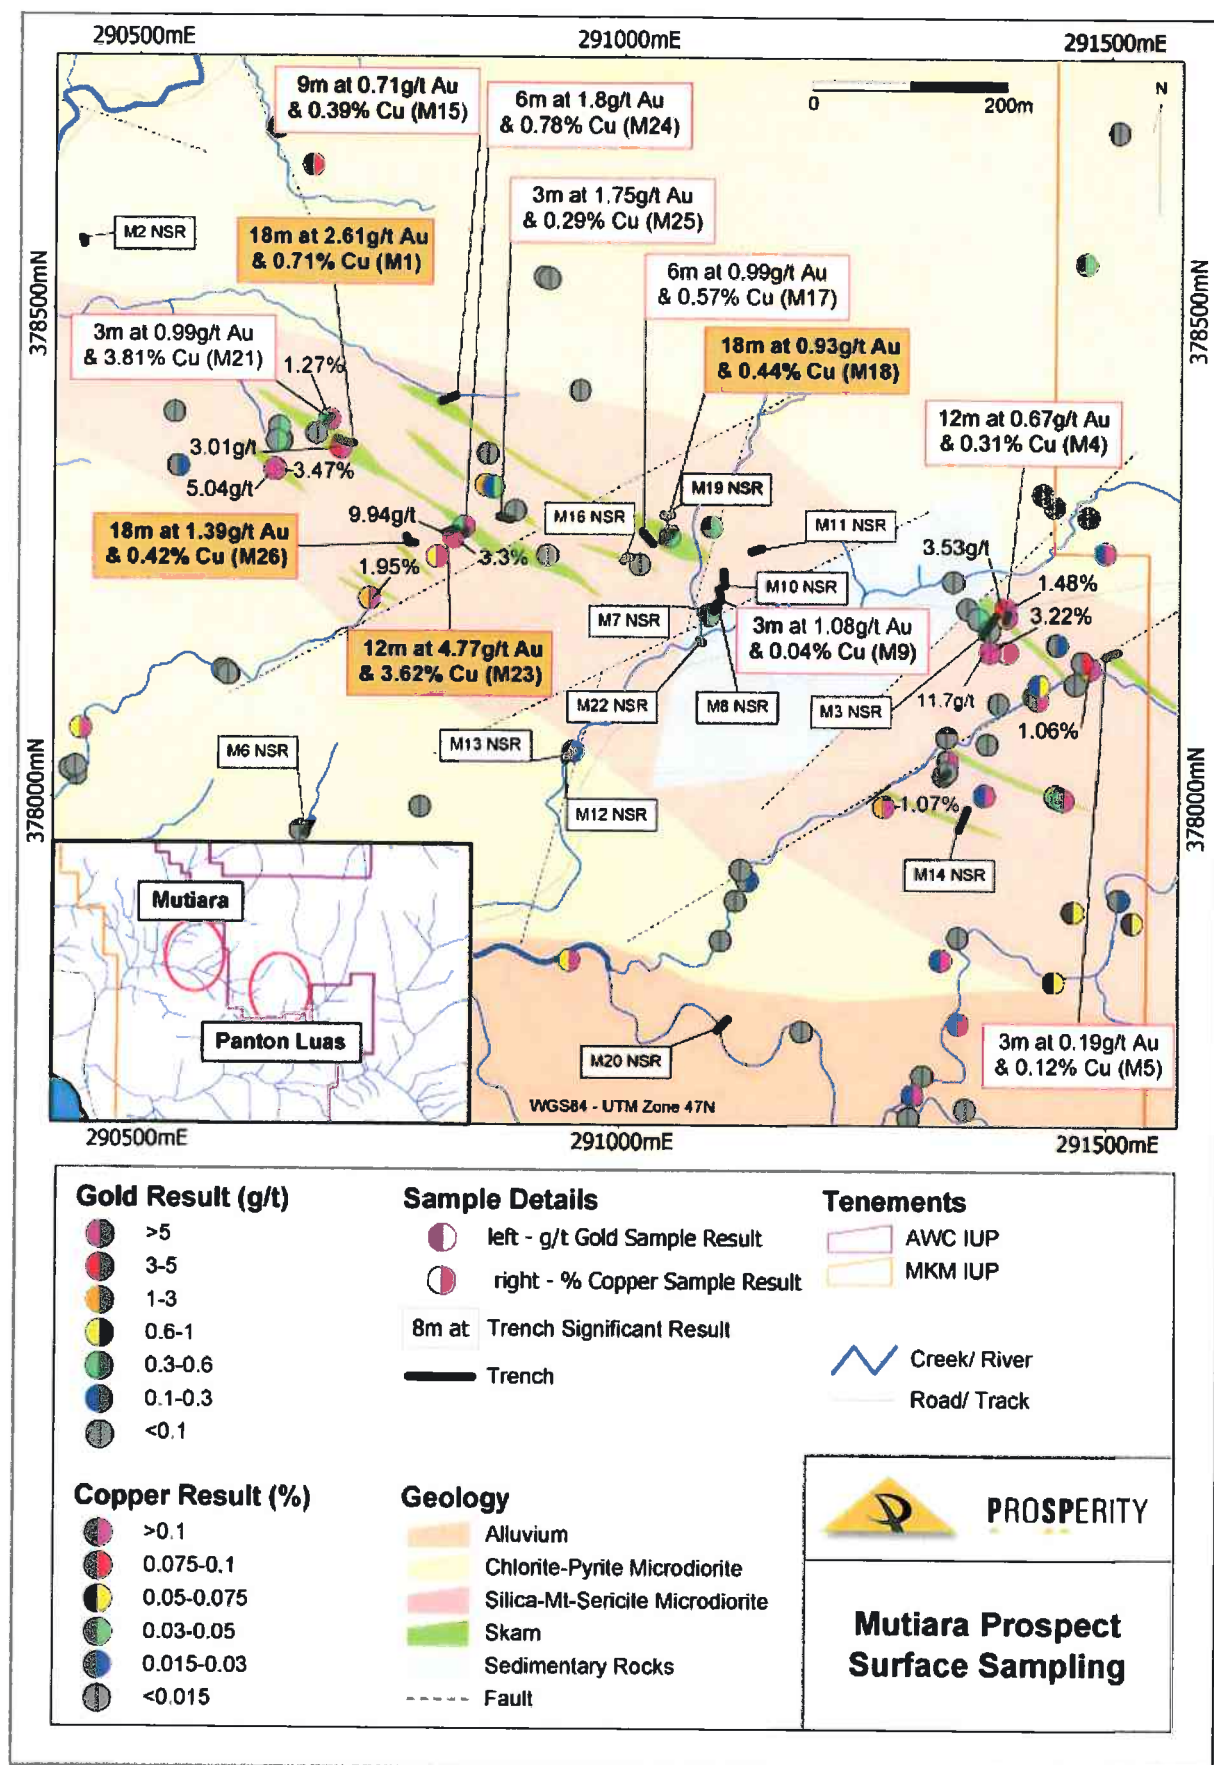 290500mE
291000mE
291500mE
9m at 0.71g/t Au
& 0.39% Cu (M15)
6m at 1.8g/t Au
& 0.78% Cu (M24)
0
200m
N
3m at 1.75g/t Au
& 0.29% Cu (M25)
M2 NSR
18m at 2.61g/t Au
& 0.71% Cu (M1)
6m at 0.99g/t Au
& 0.57% Cu (M17)
378500mN
378500mN
3m at 0.99g/t Au
& 3.81% Cu (M21)
1.27%
18m at 0.93g/t Au
& 0.44% Cu (M18)
12m at 0.67g/t Au
& 0.31% Cu (M4)
3.01g/t
3.47%
5.04g/t
M19 NSR
9.94g/t
M16 NSR
M11 NSR
18m at 1.39g/t Au
& 0.42% Cu (M26)
3.3%
3.53g/t
1.95%
M10 NSR
1.48%
M7 NSR
3m at 1.08g/t Au
& 0.04% Cu (M9)
3.22%
12m at 4.77g/t Au
& 3.62% Cu (M23)
M22 NSR
M8 NSR
M3 NSR
11.7g/t
1.06%
M6 NSR
M13 NSR
378000mN
378000mN
M12 NSR
1.07%
M14 NSR
Mutiara
Panton Luas
M20 NSR
3m at 0.19g/t Au
& 0.12% Cu (M5)
WGS84 - UTM Zone 47N
290500mE
291000mE
291500mE
Gold Result (g/t)
>5
3-5
1-3
0.6-1
0.3-0.6
0.1-0.3
<0.1
Sample Details
left - g/t Gold Sample Result
right - % Copper Sample Result
8m at
Trench Significant Result
Trench
Tenements
AWC IUP
MKM IUP
Creek/ River
Road/ Track
Copper Result (%)
>0.1
0.075-0.1
0.05-0.075
0.03-0.05
0.015-0.03
<0.015
Geology
Alluvium
Chlorite-Pyrite Microdiorite
Silica-Mt-Sericile Microdiorite
Skam
Sedimentary Rocks
Fault
PROSPERITY
Mutiara Prospect
Surface Sampling